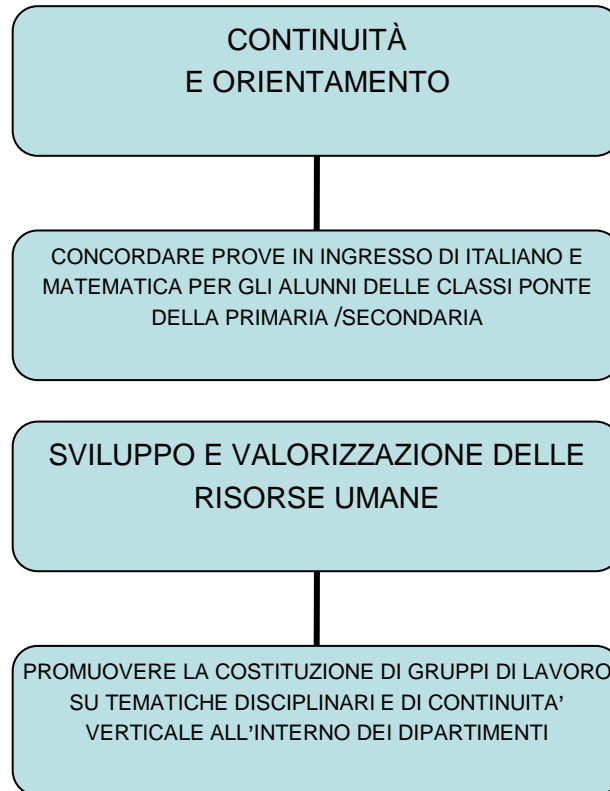 CONTINUITÀ
E ORIENTAMENTO
CONCORDARE PROVE IN INGRESSO DI ITALIANO E
MATEMATICA PER GLI ALUNNI DELLE CLASSI PONTE
DELLA PRIMARIA /SECONDARIA
SVILUPPO E VALORIZZAZIONE DELLE
RISORSE UMANE
PROMUOVERE LA COSTITUZIONE DI GRUPPI DI LAVORO
SU TEMATICHE DISCIPLINARI E DI CONTINUITA’
VERTICALE ALL’INTERNO DEI DIPARTIMENTI